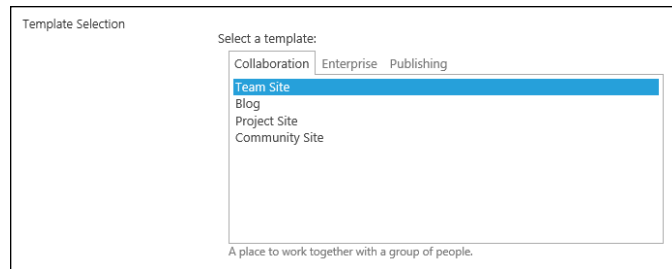 Template Selection
Select a template:
Collaboration Enterprise Publishing
Team Site
Blog
Project Site
Community Site
A place to work together with a group of people.